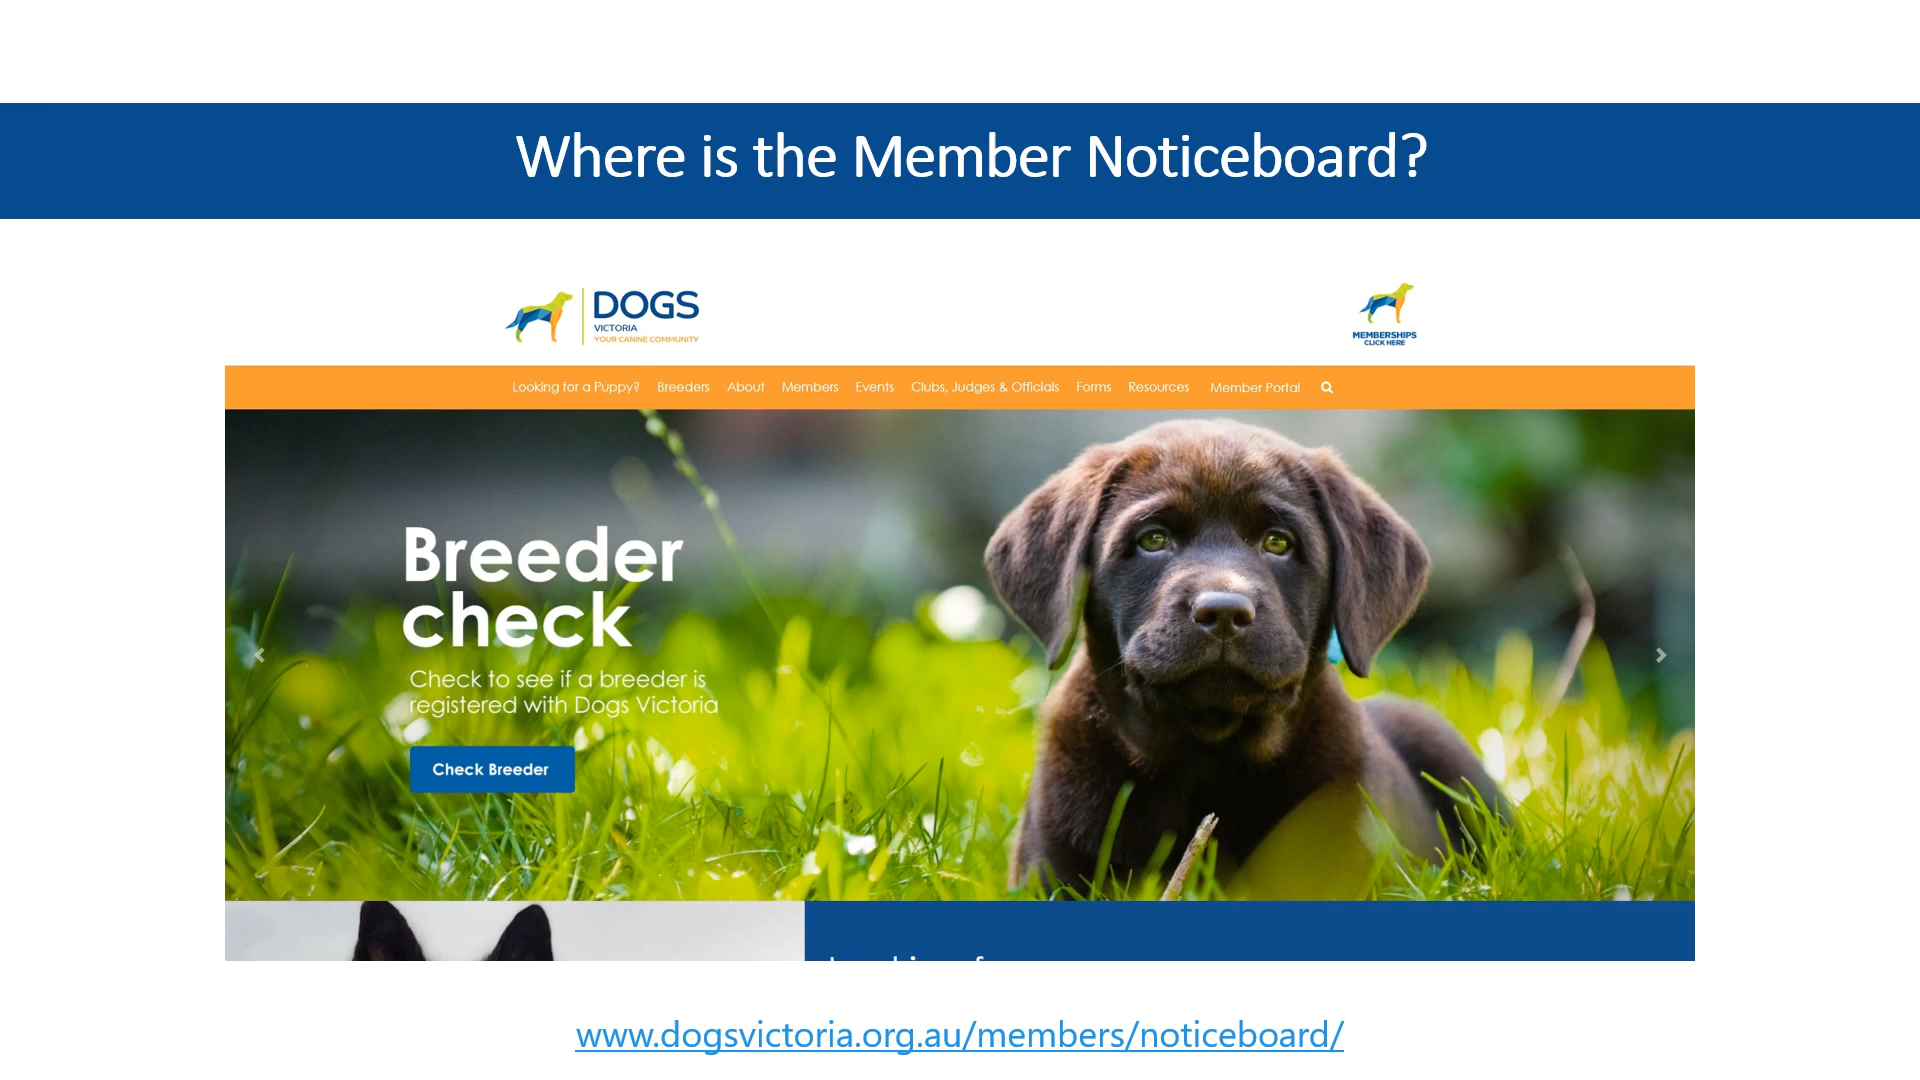 Where is the Member Noticeboard?
DOGS
VICTORIA
YOUR CANINE COMMUNITY
MEMBERSHIPS
CLICK HERE
Looking for a Puppy? Breeders About Members Events Clubs, Judges & Officials Forms Resources Member Portal
Breeder
check
Check to see if a breeder is
registered with Dogs Victoria
Check Breeder
www.dogsvictoria.org.au/members/noticeboard/